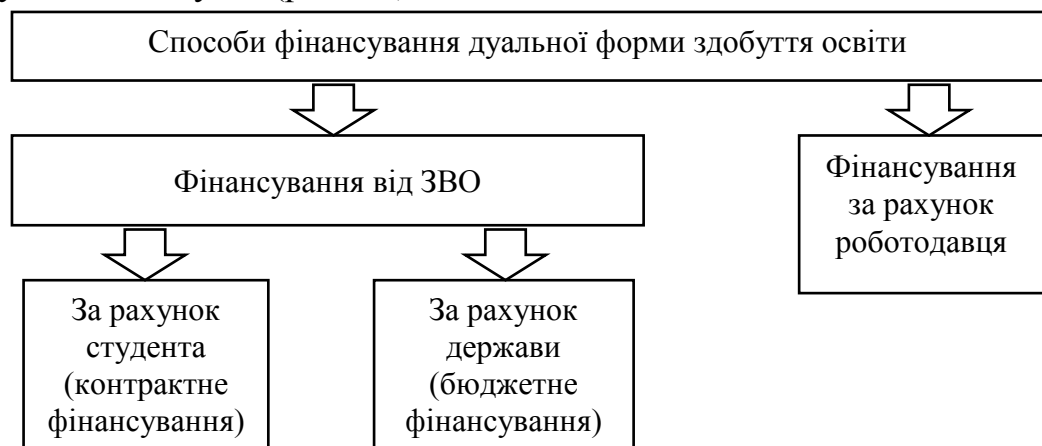 Способи фінансування дуальної форми здобуття освіти
Фінансування від ЗВО
Фінансування
за рахунок
роботодавця
За рахунок
студента
(контрактне
фінансування)
За рахунок
держави
(бюджетне
фінансування)